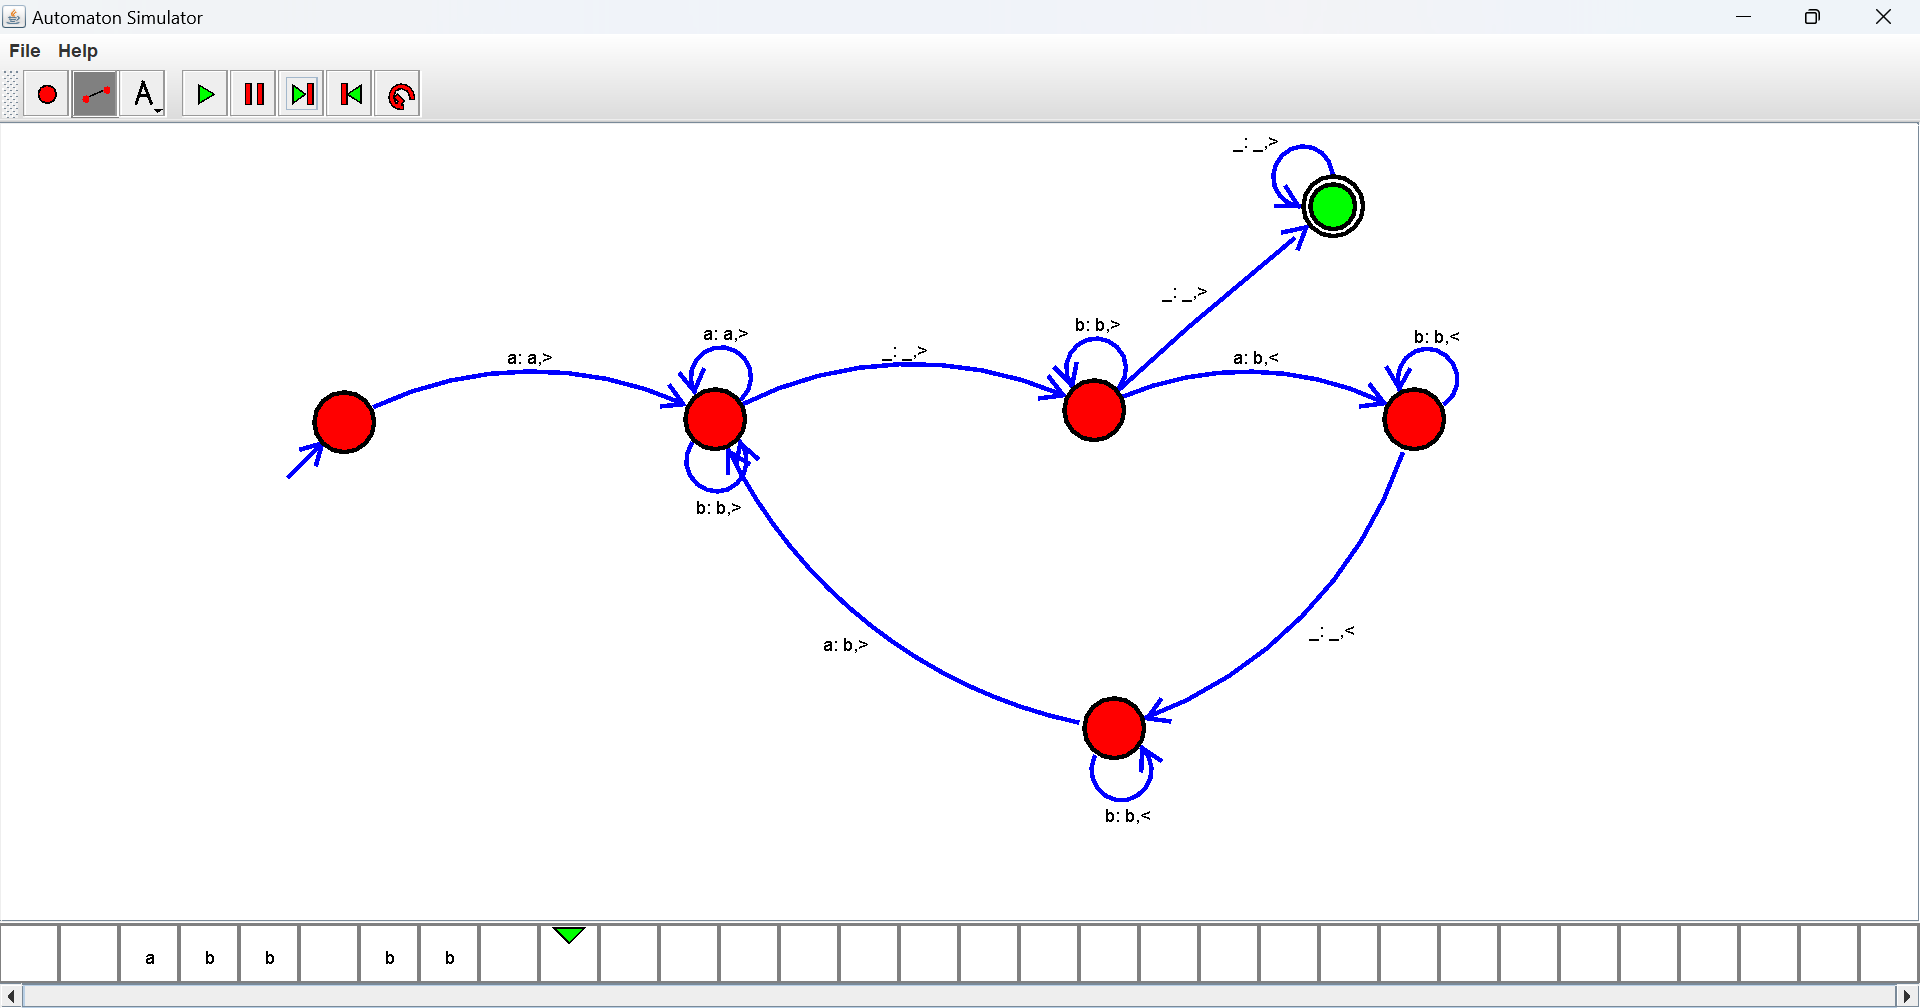 Automaton Simulator
File Help
A
_: _,>
_: _,>
b: b,>
a: a,>
b: b,<
_: _,>
a: a,>
a: b,<
b: b,>
_: _,<
a: b,>
b: b,<
a b b b b